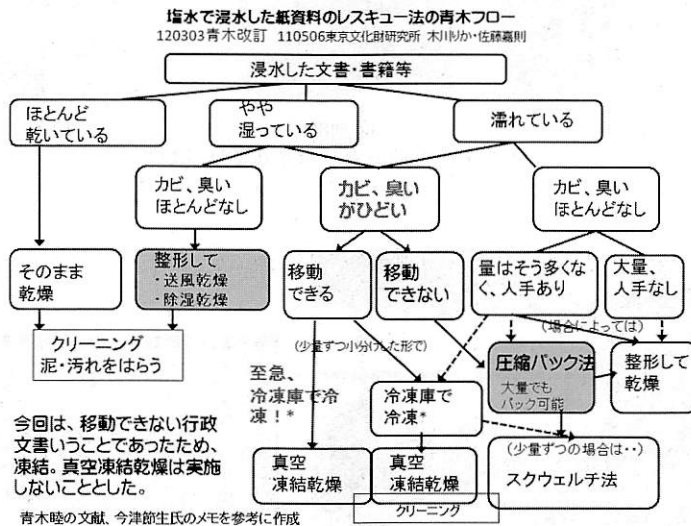 塩水で浸水した紙資料のレスキュー法の青木フロー
120303青木改訂 110506東京文化財研究所 木川りか・佐藤嘉則
浸水した文書・書籍等
ほとんど
乾いている
やや
湿っている
濡れている
カビ、臭い
ほとんどなし
カビ、臭い
がひどい
カビ、臭い
ほとんどなし
そのまま
乾燥
整形して
・送風乾燥
・除湿乾燥
移動
できる
移動
できない
量はそう多くな
く、人手あり
大量、
人手なし
クリーニング
泥・汚れをはらう
(少量ずつ小分けした形で)
(場合によっては)
至急、
冷凍庫で冷
凍！*
冷凍庫で
冷凍*
圧縮パック法
大量でも
パック可能
整形して
乾燥
今回は、移動できない行政
文書いうことであったため、
凍結。真空凍結乾燥は実施
しないこととした。
真空
凍結乾燥
真空
凍結乾燥
クリーニング
(少量ずつの場合は‥)
スクウェルチ法
青木睦の文献、今津節生氏のメモを参考に作成